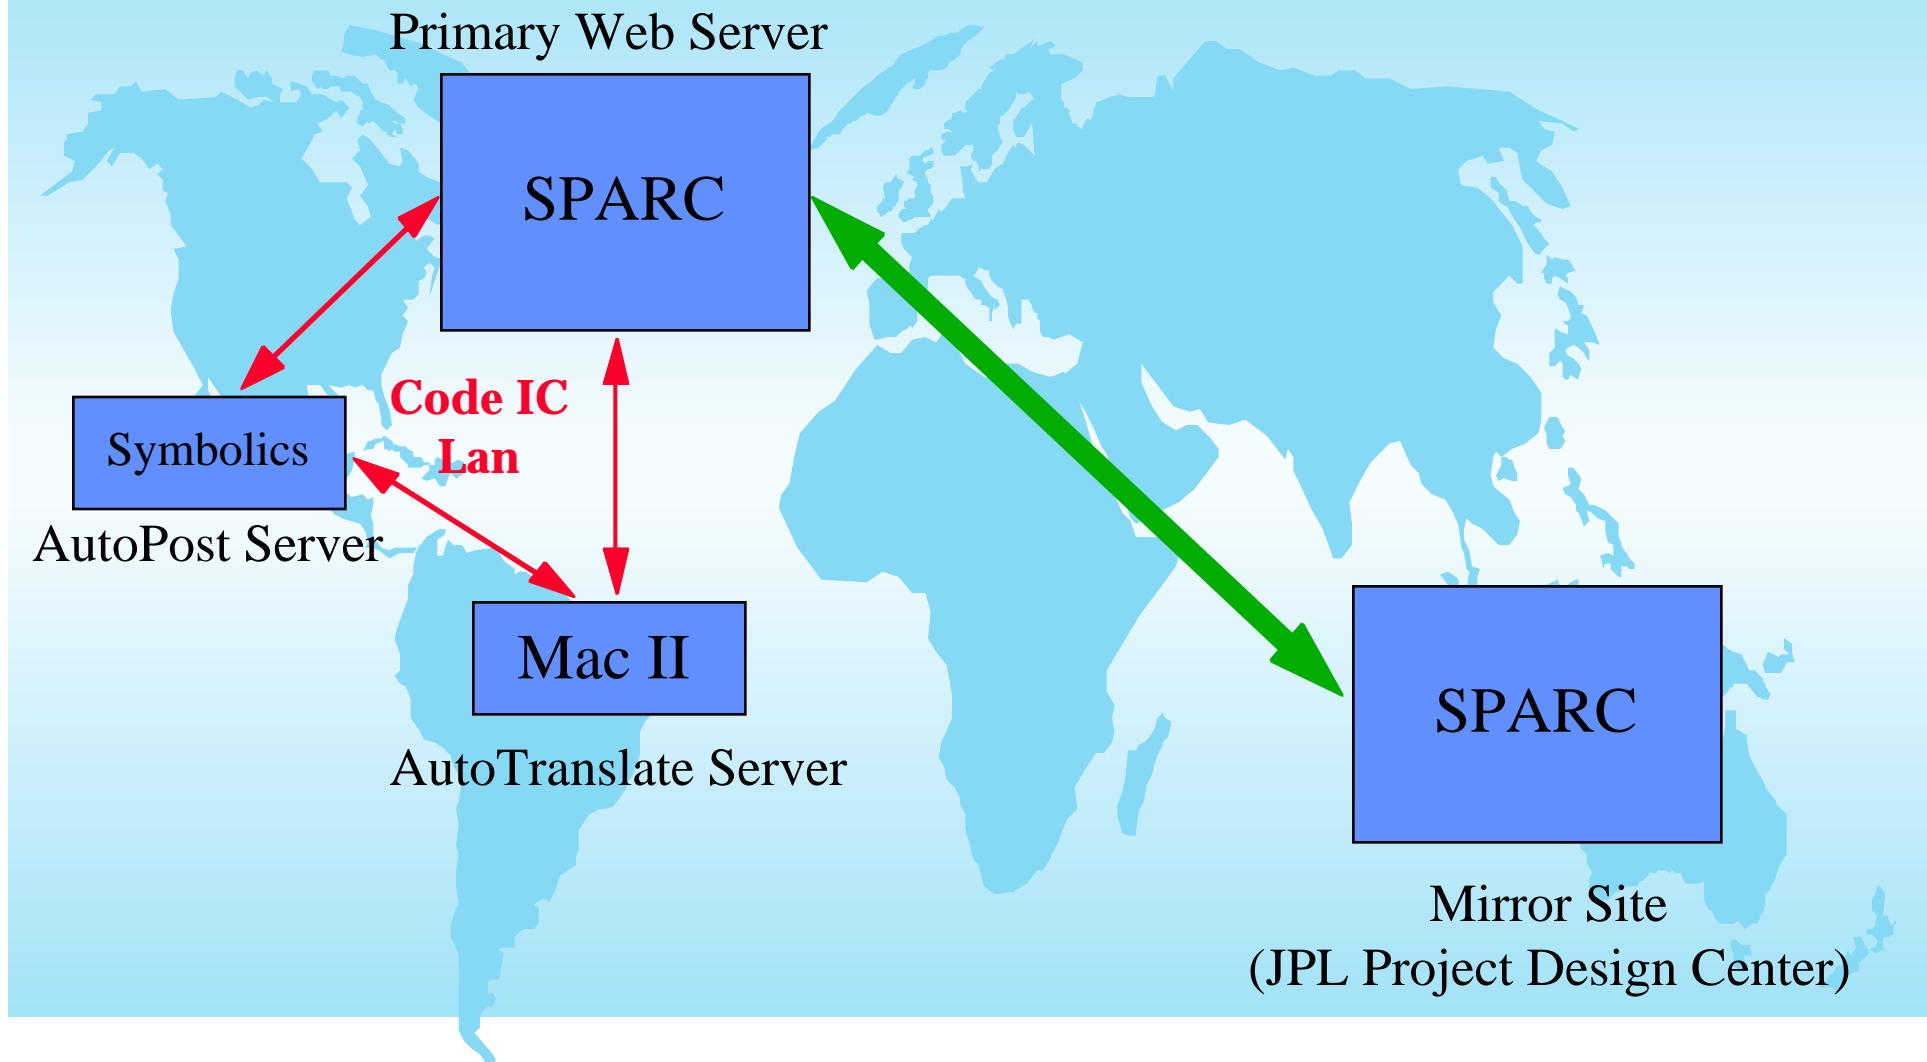 Primary Web Server
SPARC
Code IC
Lan
Symbolics
AutoPost Server
Mac II
AutoTranslate Server
SPARC
Mirror Site
(JPL Project Design Center)